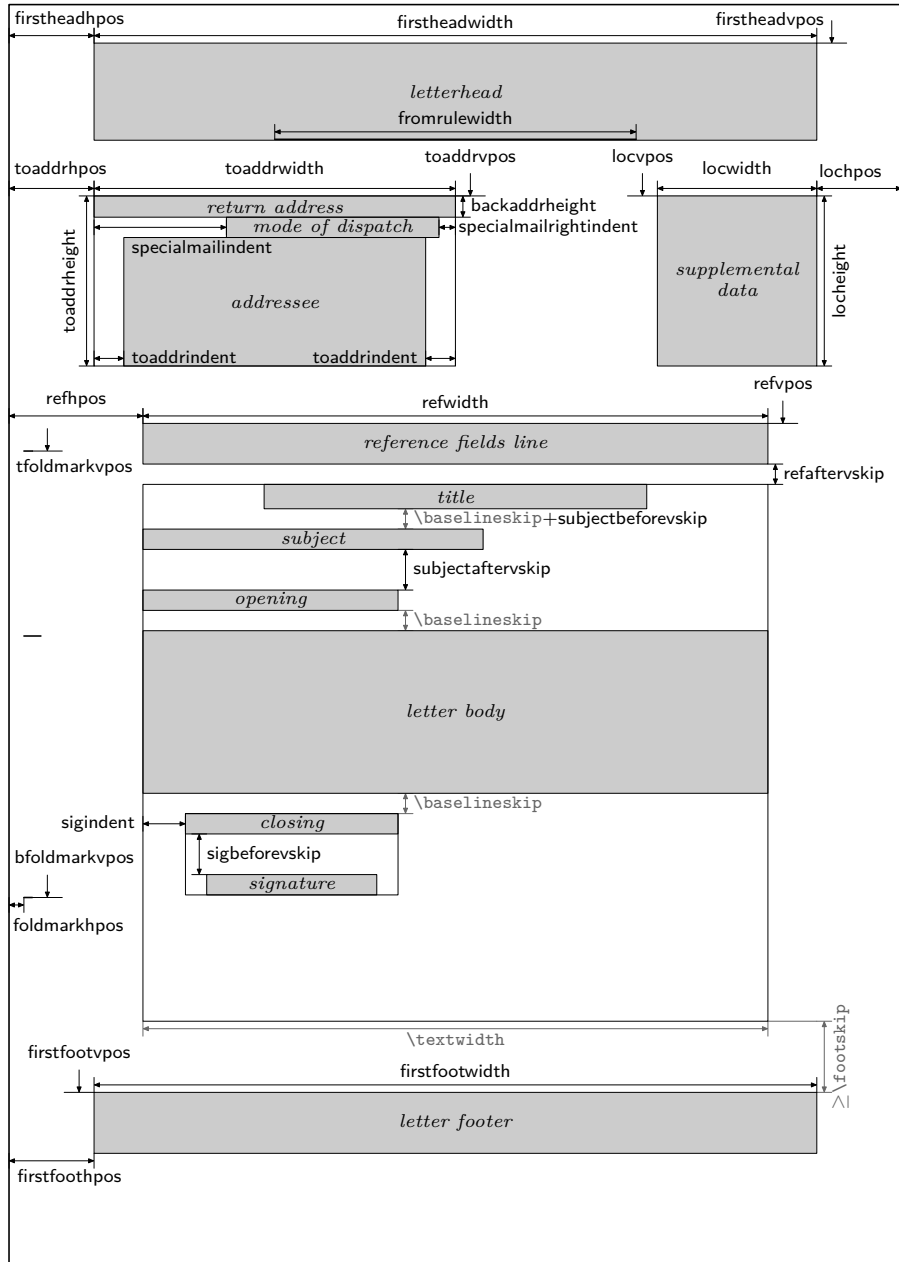 firstheadhpos
firstheadwidth
firstheadvpos
letterhead
fromrulewidth
toaddrhpos
toaddrwidth
toaddrvpos
locvpos
locwidth
lochpos
return address
backaddrheight
mode of dispatch
specialmailrightindent
specialmailindent
toaddrheight
addressee
supplemental
data
locheight
toaddrindent
toaddrindent
refhpos
refwidth
refvpos
reference fields line
tfoldmarkvpos
refaftervskip
title
\baselineskip+subjectbeforevskip
subject
subjectaftervskip
opening
\baselineskip
letter body
\baselineskip
sigindent
closing
sigbeforevskip
bfoldmarkvpos
signature
foldmarkhpos
\textwidth
≥\footskip
firstfootvpos
firstfootwidth
letter footer
firstfoothpos